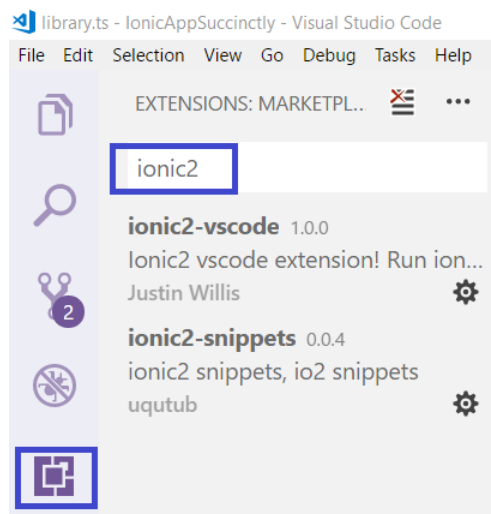 library.ts - IonicAppSuccinctly - Visual Studio Code
File Edit Selection View Go Debug Tasks Help
EXTENSIONS: MARKETPL..
ionic2
ionic2-vscode 1.0.0
Ionic2 vscode extension! Run ion...
Justin Willis
2
ionic2-snippets 0.0.4
ionic2 snippets, io2 snippets
uqutub